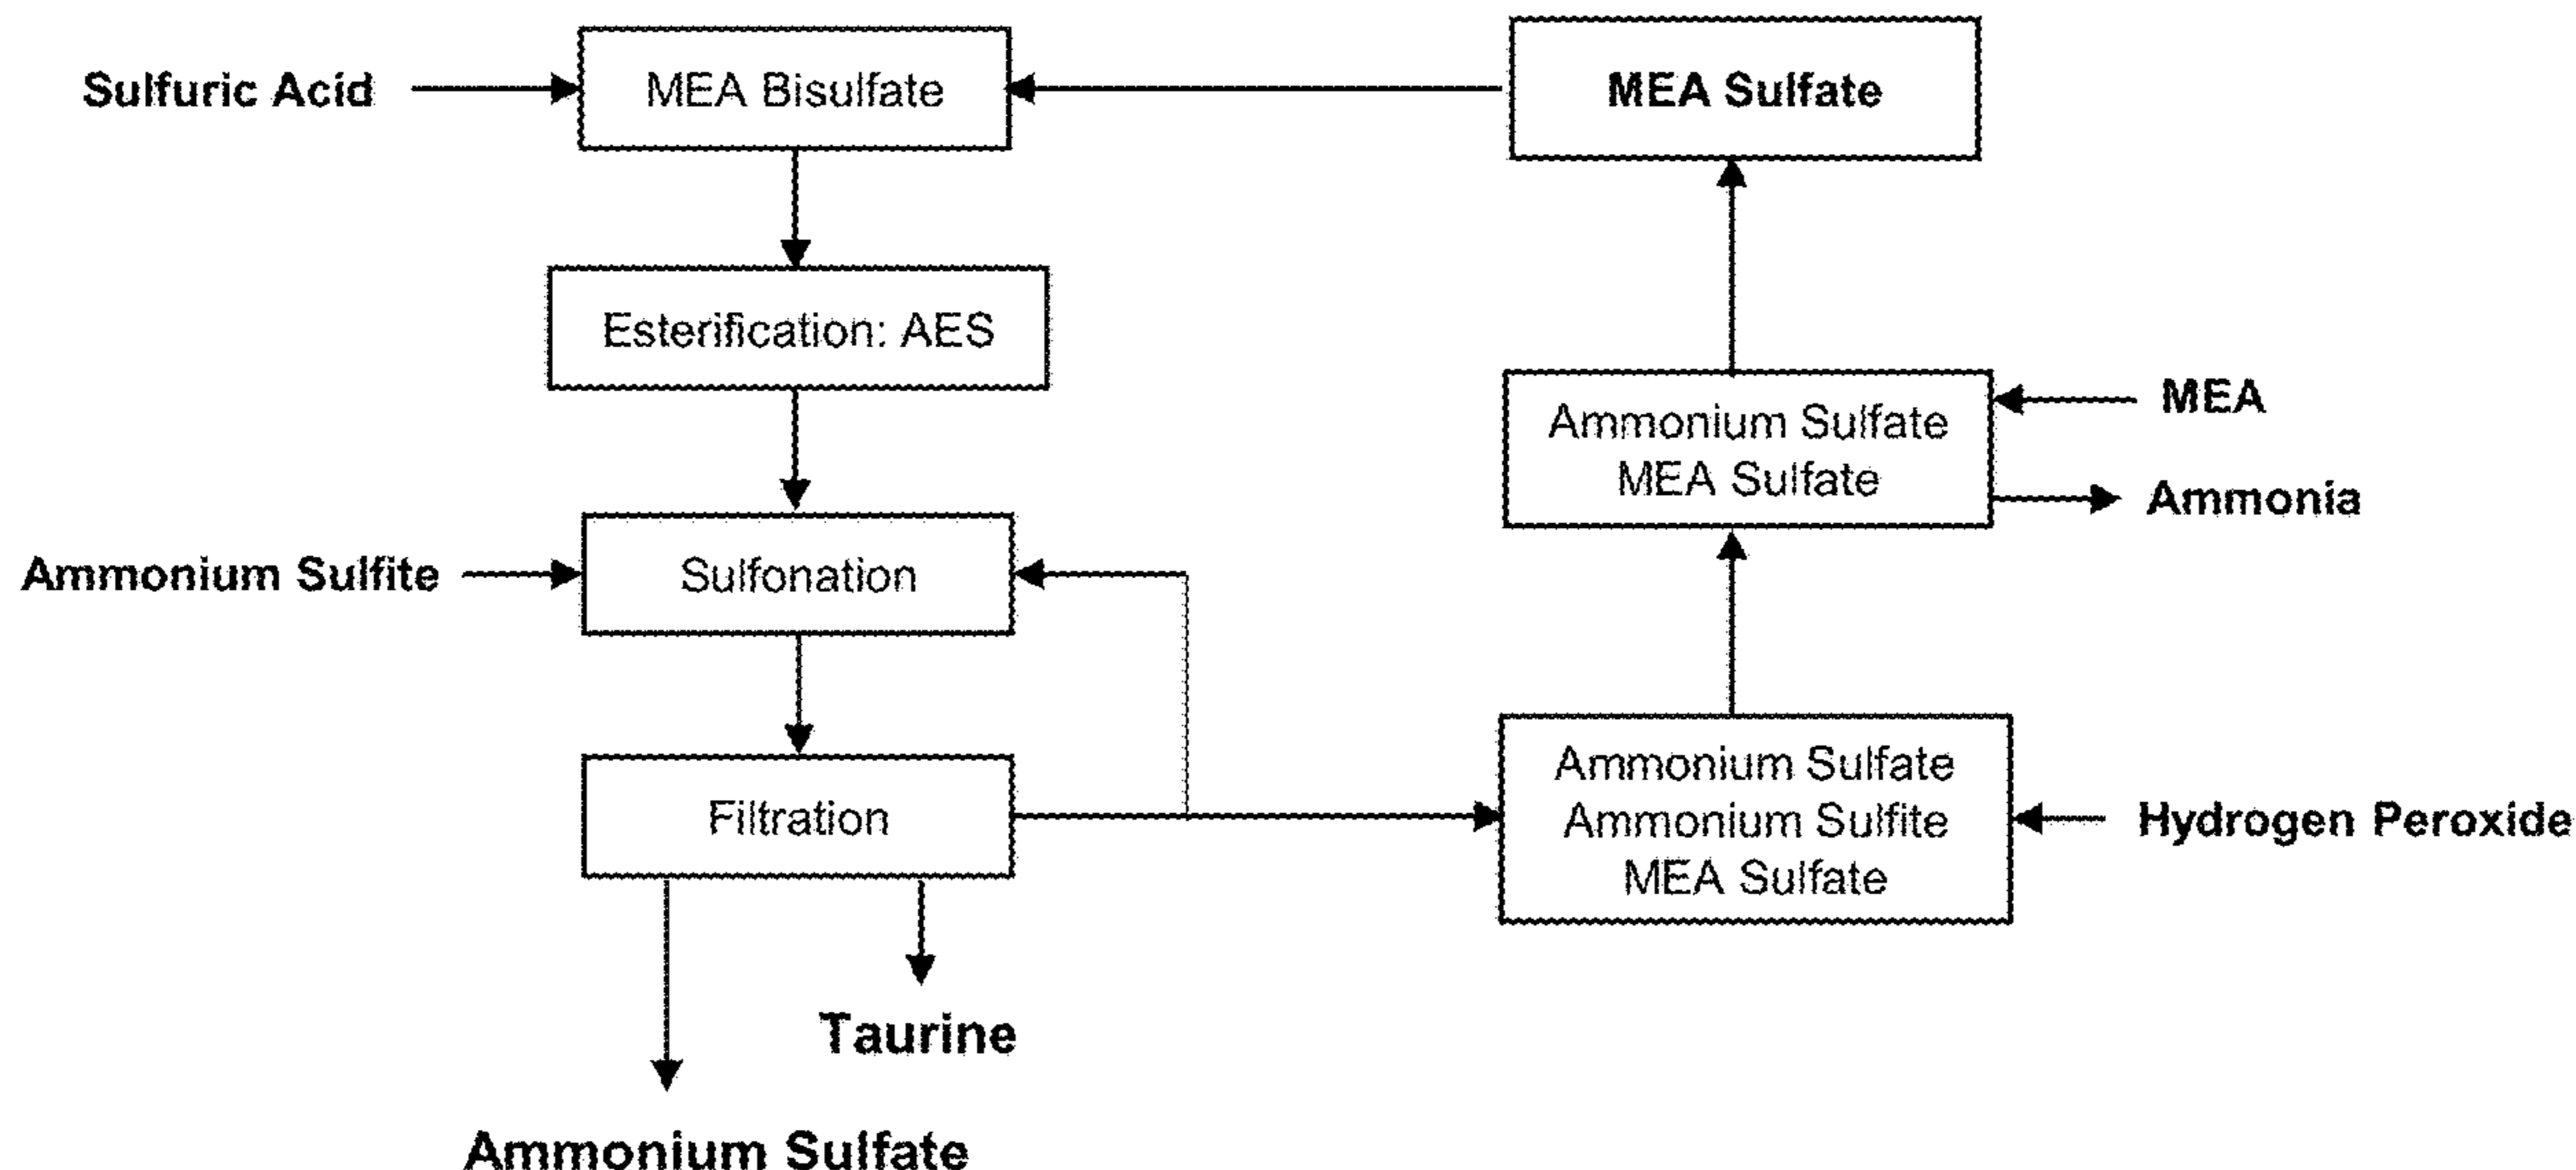 Sulfuric Acid
MEA Bisulfate
MEA Sulfate
Esterification: AES
Ammonium Sulfate
MEA Sulfate
MEA
Ammonia
Ammonium Sulfite
Sulfonation
Filtration
Ammonium Sulfate
Ammonium Sulfite
MEA Sulfate
Hydrogen Peroxide
Taurine
Ammonium Sulfate